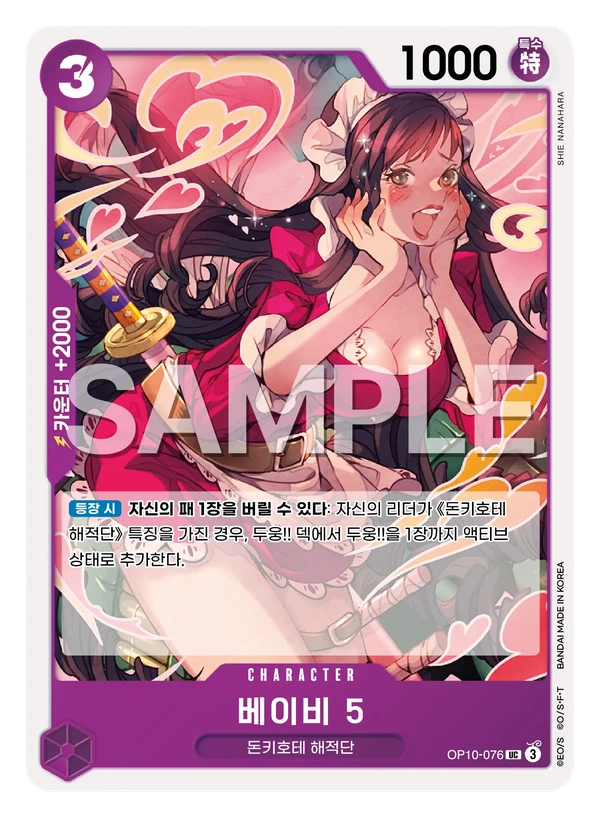 3
1000
특수
特
SHIE NANAHARA
카운터 +2000
SAMPLE
등장 시 자신의 패 1장을 버릴 수 있다: 자신의 리더가 《돈키호테
해적단》 특징을 가진 경우, 두웅!! 덱에서 두웅!!을 1장까지 액티브
상태로 추가한다.
CHARACTER
베이비 5
돈키호테 해적단
OP10-076 UC 3
©EO/S ©O/S·F·T BANDAI MADE IN KOREA